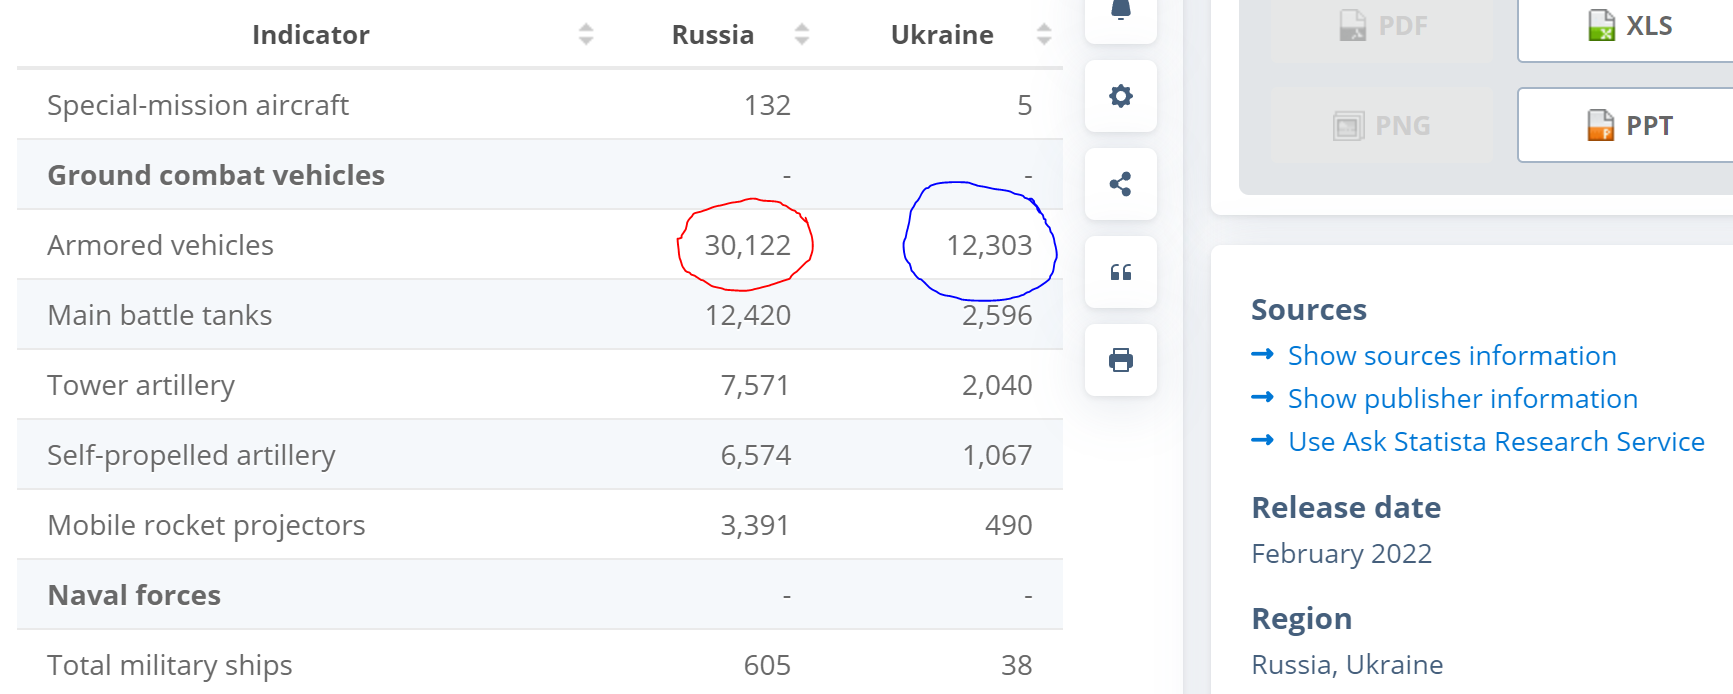 Indicator Russia Ukraine
Special-mission aircraft 132 5
Ground combat vehicles - -
Armored vehicles 30,122 12,303
Main battle tanks 12,420 2,596
Tower artillery 7,571 2,040
Self-propelled artillery 6,574 1,067
Mobile rocket projectors 3,391 490
Naval forces - -
Total military ships 605 38
PDF XLS
PNG PPT
Sources
Show sources information
Show publisher information
Use Ask Statista Research Service
Release date
February 2022
Region
Russia, Ukraine